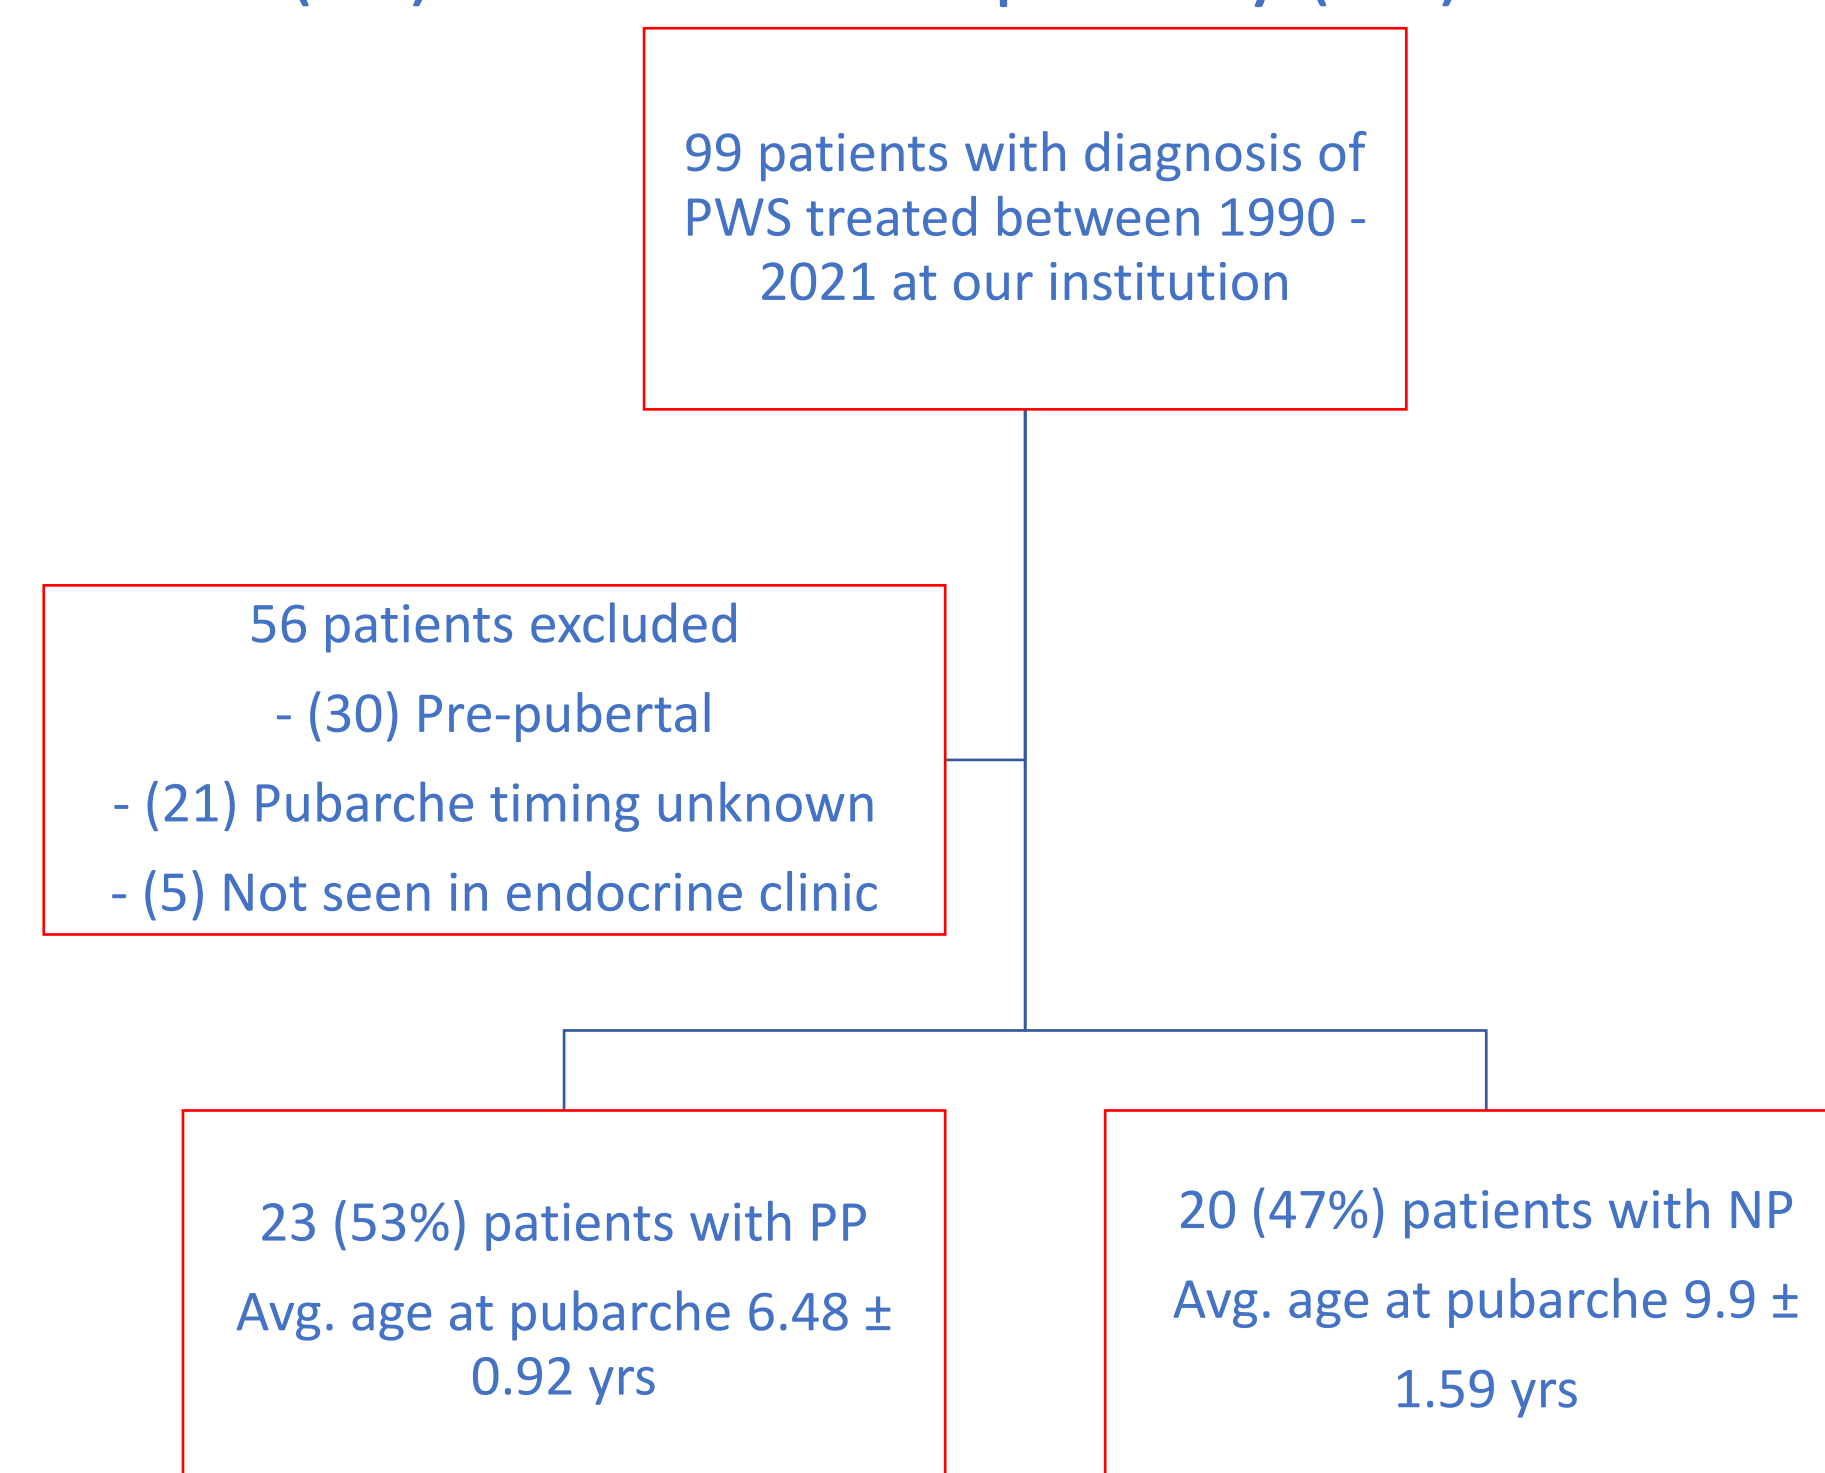 99 patients with diagnosis of
PWS treated between 1990 -
2021 at our institution
56 patients excluded
- (30) Pre-pubertal
- (21) Pubarche timing unknown
- (5) Not seen in endocrine clinic
23 (53%) patients with PP
Avg. age at pubarche 6.48 ±
0.92 yrs
20 (47%) patients with NP
Avg. age at pubarche 9.9 ±
1.59 yrs